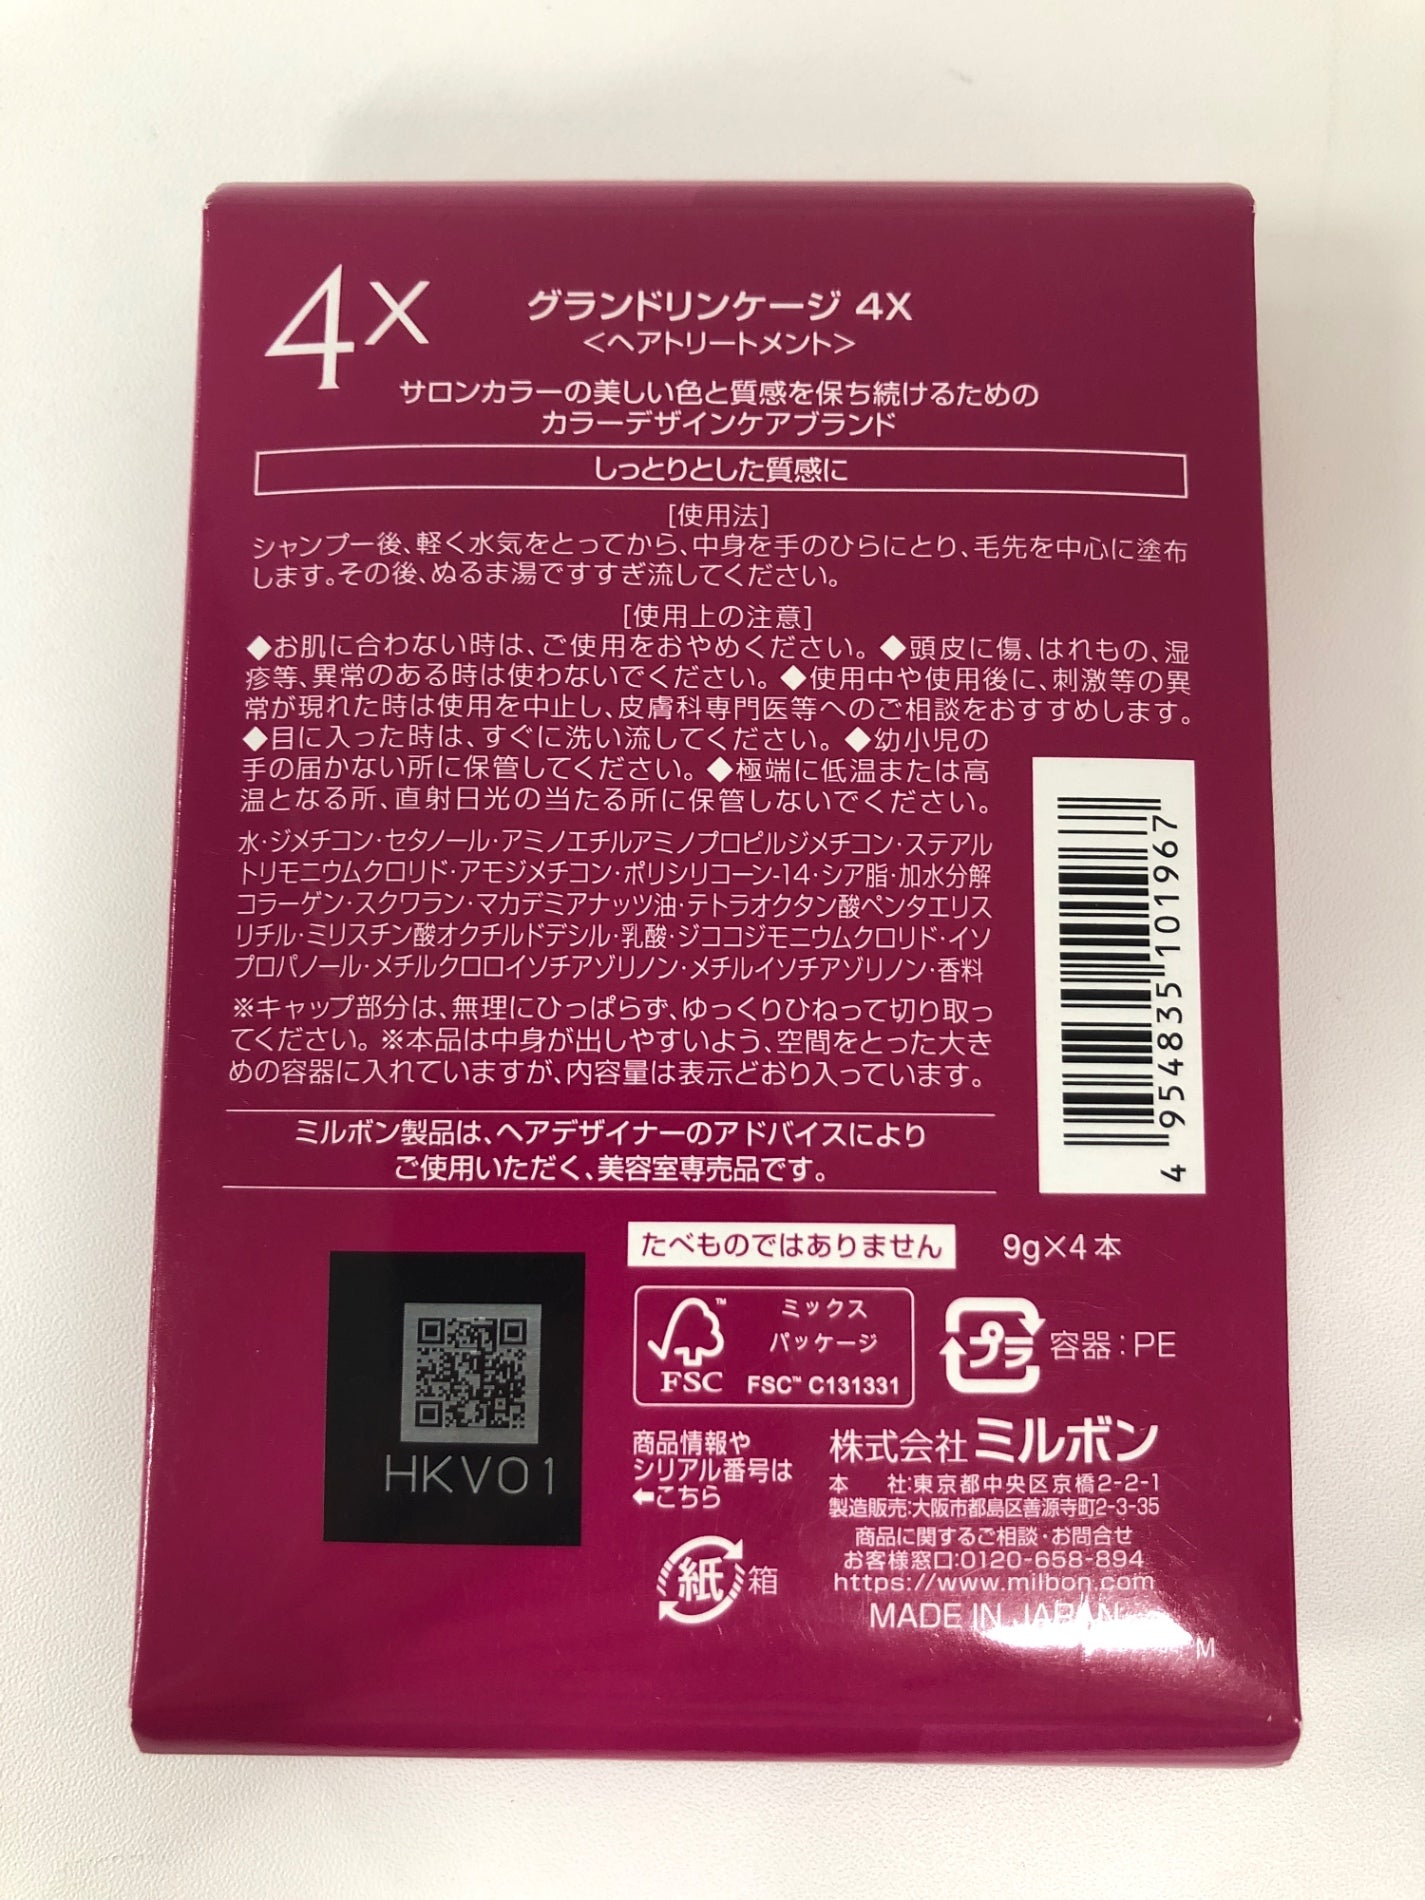 4X
グランドリンケージ 4X
<ヘアトリートメント>
サロンカラーの美しい色と質感を保ち続けるための
カラーデザインケアブランド
しっとりとした質感に
[使用法]
シャンプー後、軽く水気をとってから、中身を手のひらにとり、毛先を中心に塗布
します。その後、ぬるま湯ですすぎ流してください。
[使用上の注意]
◆お肌に合わない時は、ご使用をおやめください。◆頭皮に傷、はれもの、湿
疹等、異常のある時は使わないでください。◆使用中や使用後に、刺激等の異
常が現れた時は使用を中止し、皮膚科専門医等へのご相談をおすすめします。
◆目に入った時は、すぐに洗い流してください。◆幼小児の
手の届かない所に保管してください。◆極端に低温または高
温となる所、直射日光の当たる所に保管しないでください。
水・ジメチコン・セタノール・アミノエチルアミノプロピルジメチコン・ステアル
トリモニウムクロリド・アモジメチコン・ポリシリコーン-14・シア脂・加水分解
コラーゲン・スクワラン・マカデミアナッツ油・テトラオクタン酸ペンタエリス
リチル・ミリスチン酸オクチルドデシル・乳酸・ジココジモニウムクロリド・イソ
プロパノール・メチルクロロイソチアゾリノン・メチルイソチアゾリノン・香料
※キャップ部分は、無理にひっぱらず、ゆっくりひねって切り取っ
てください。※本品は中身が出しやすいよう、空間をとった大き
めの容器に入れていますが、内容量は表示どおり入っています。
4 954835 101967
ミルボン製品は、ヘアデザイナーのアドバイスにより
ご使用いただく、美容室専売品です。
たべものではありません
9g×4本
HKV01
FSC
ミックス
パッケージ
FSC™ C131331
プラ 容器:PE
商品情報や
シリアル番号は
⬅こちら
紙 箱
株式会社ミルボン
本 社:東京都中央区京橋2-2-1
製造販売:大阪市都島区善源寺町2-3-35
商品に関するご相談・お問合せ
お客様窓口:0120-658-894
https://www.milbon.com
MADE IN JAPAN